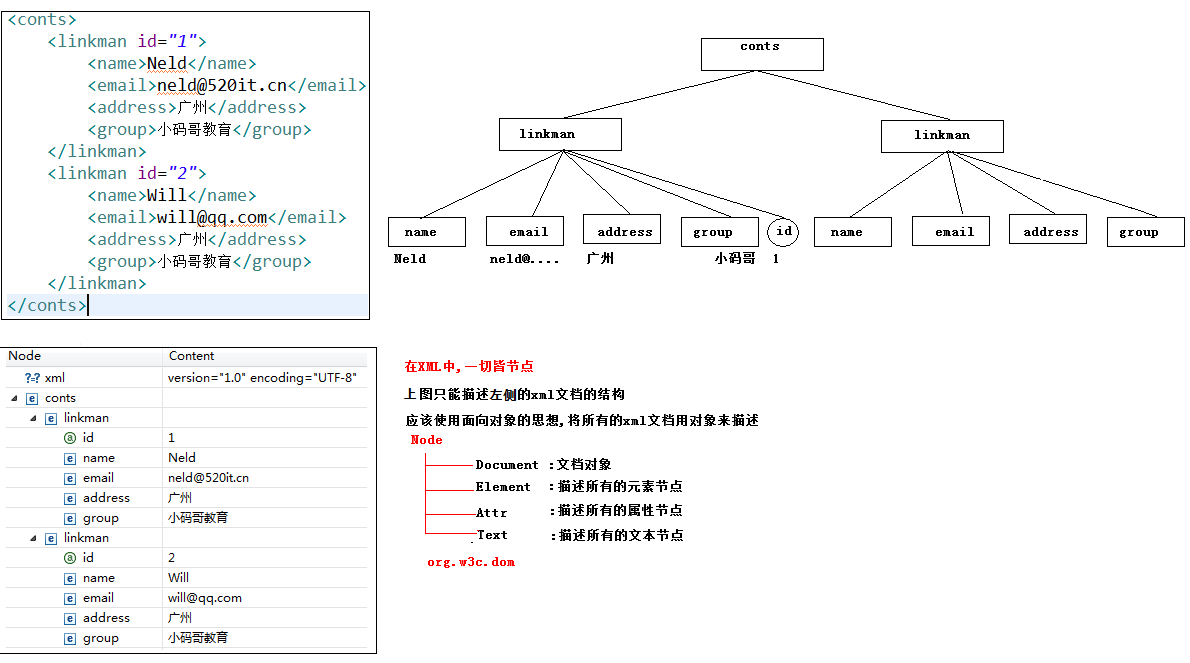 <conts>
<linkman id="1">
<name>Neld</name>
<email>neld@520it.cn</email>
<address>广州</address>
<group>小码哥教育</group>
</linkman>
<linkman id="2">
<name>Will</name>
<email>will@qq.com</email>
<address>广州</address>
<group>小码哥教育</group>
</linkman>
</conts>
conts
linkman linkman
name email address group id name email address group
Neld neld@.... 广州 小码哥 1
Node Content
?=? xml version="1.0" encoding="UTF-8"
e conts
e linkman
a id 1
e name Neld
e email neld@520it.cn
e address 广州
e group 小码哥教育
e linkman
a id 2
e name Will
e email will@qq.com
e address 广州
e group 小码哥教育
在XML中,一切皆节点
上图只能描述左侧的xml文档的结构
应该使用面向对象的思想,将所有的xml文档用对象来描述
Node
Document :文档对象
Element :描述所有的元素节点
Attr :描述所有的属性节点
Text :描述所有的文本节点
org.w3c.dom